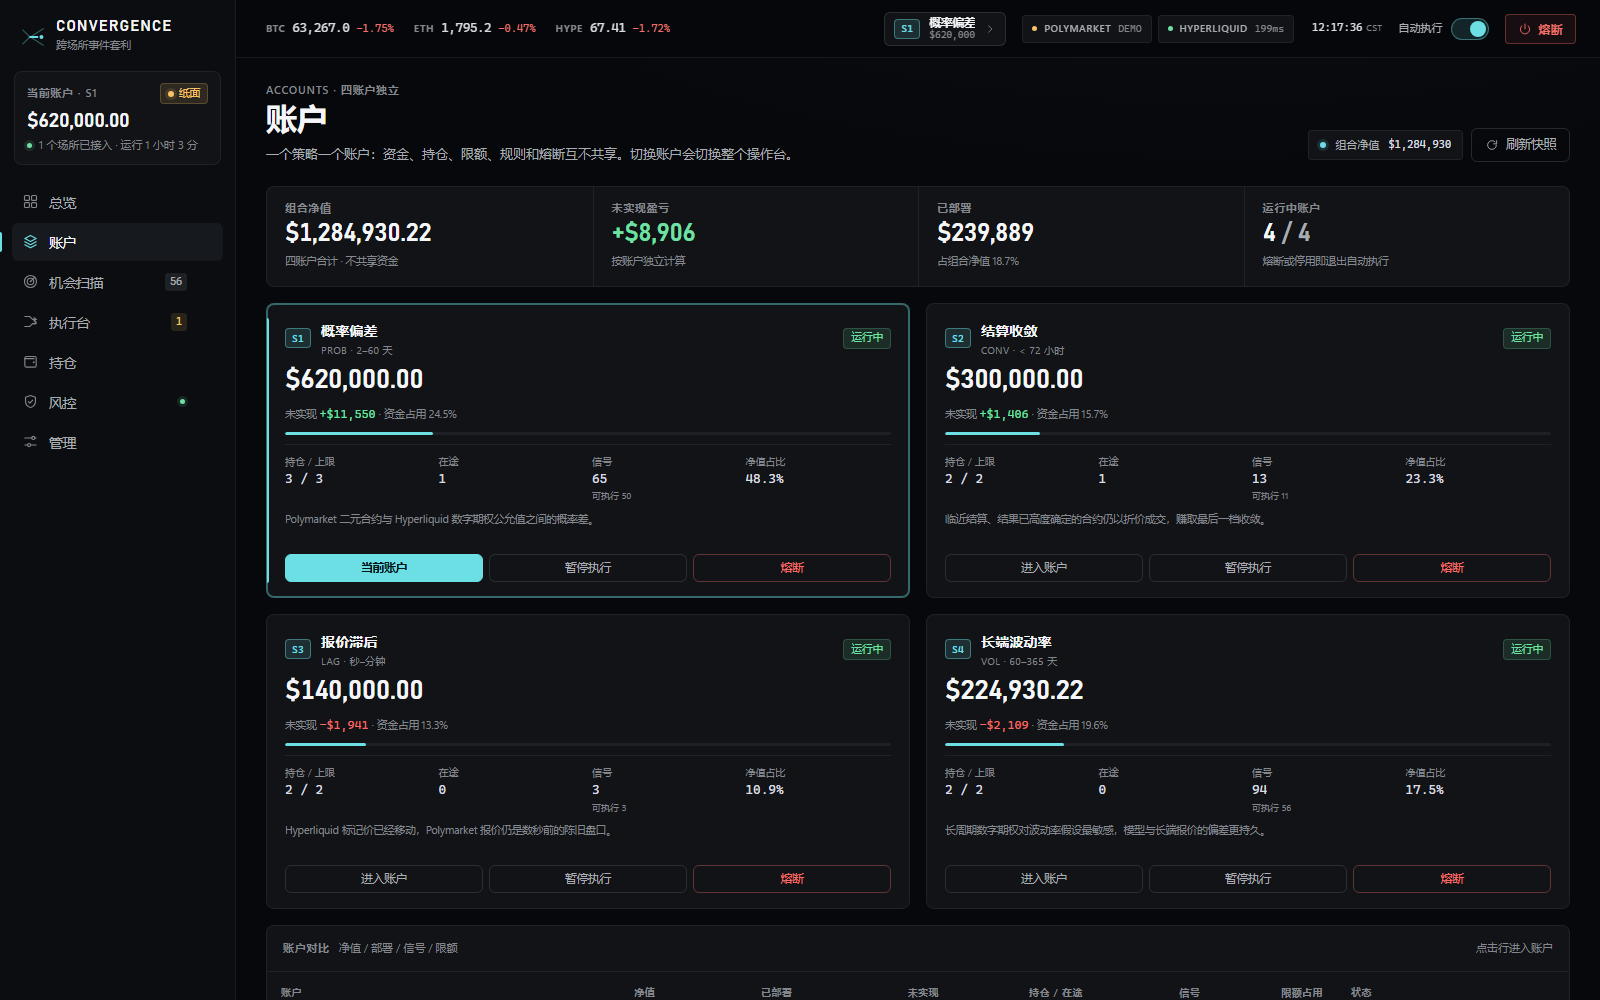 CONVERGENCE
跨场所事件套利
当前账户 · S1
纸面
$620,000.00
1 个场所已接入 · 运行 1 小时 3 分
总览
账户
机会扫描
56
执行台
1
持仓
风控
管理
BTC 63,267.0 −1.75% ETH 1,795.2 −0.47% HYPE 67.41 −1.72%
S1 概率偏差
$620,000
POLYMARKET DEMO
HYPERLIQUID 199ms
12:17:36 CST
自动执行
熔断
ACCOUNTS · 四账户独立
账户
一个策略一个账户：资金、持仓、限额、规则和熔断互不共享。切换账户会切换整个操作台。
组合净值 $1,284,930
刷新快照
组合净值
$1,284,930.22
四账户合计 · 不共享资金
未实现盈亏
+$8,906
按账户独立计算
已部署
$239,889
占组合净值 18.7%
运行中账户
4 / 4
熔断或停用即退出自动执行
S1 概率偏差
PROB · 2–60 天
运行中
$620,000.00
未实现 +$11,550 · 资金占用 24.5%
持仓 / 上限 在途 信号 净值占比
3 / 3 1 65 48.3%
可执行 50
Polymarket 二元合约与 Hyperliquid 数字期权公允值之间的概率差。
当前账户 暂停执行 熔断
S2 结算收敛
CONV · < 72 小时
运行中
$300,000.00
未实现 +$1,406 · 资金占用 15.7%
持仓 / 上限 在途 信号 净值占比
2 / 2 1 13 23.3%
可执行 11
临近结算、结果已高度确定的合约仍以折价成交，赚取最后一档收敛。
进入账户 暂停执行 熔断
S3 报价滞后
LAG · 秒–分钟
运行中
$140,000.00
未实现 −$1,941 · 资金占用 13.3%
持仓 / 上限 在途 信号 净值占比
2 / 2 0 3 10.9%
可执行 3
Hyperliquid 标记价已经移动，Polymarket 报价仍是数秒前的陈旧盘口。
进入账户 暂停执行 熔断
S4 长端波动率
VOL · 60–365 天
运行中
$224,930.22
未实现 −$2,109 · 资金占用 19.6%
持仓 / 上限 在途 信号 净值占比
2 / 2 0 94 17.5%
可执行 56
长周期数字期权对波动率假设最敏感，模型与长端报价的偏差更持久。
进入账户 暂停执行 熔断
账户对比 净值 / 部署 / 信号 / 限额
点击行进入账户
账户 净值 已部署 未实现 持仓 / 在途 信号 限额占用 状态